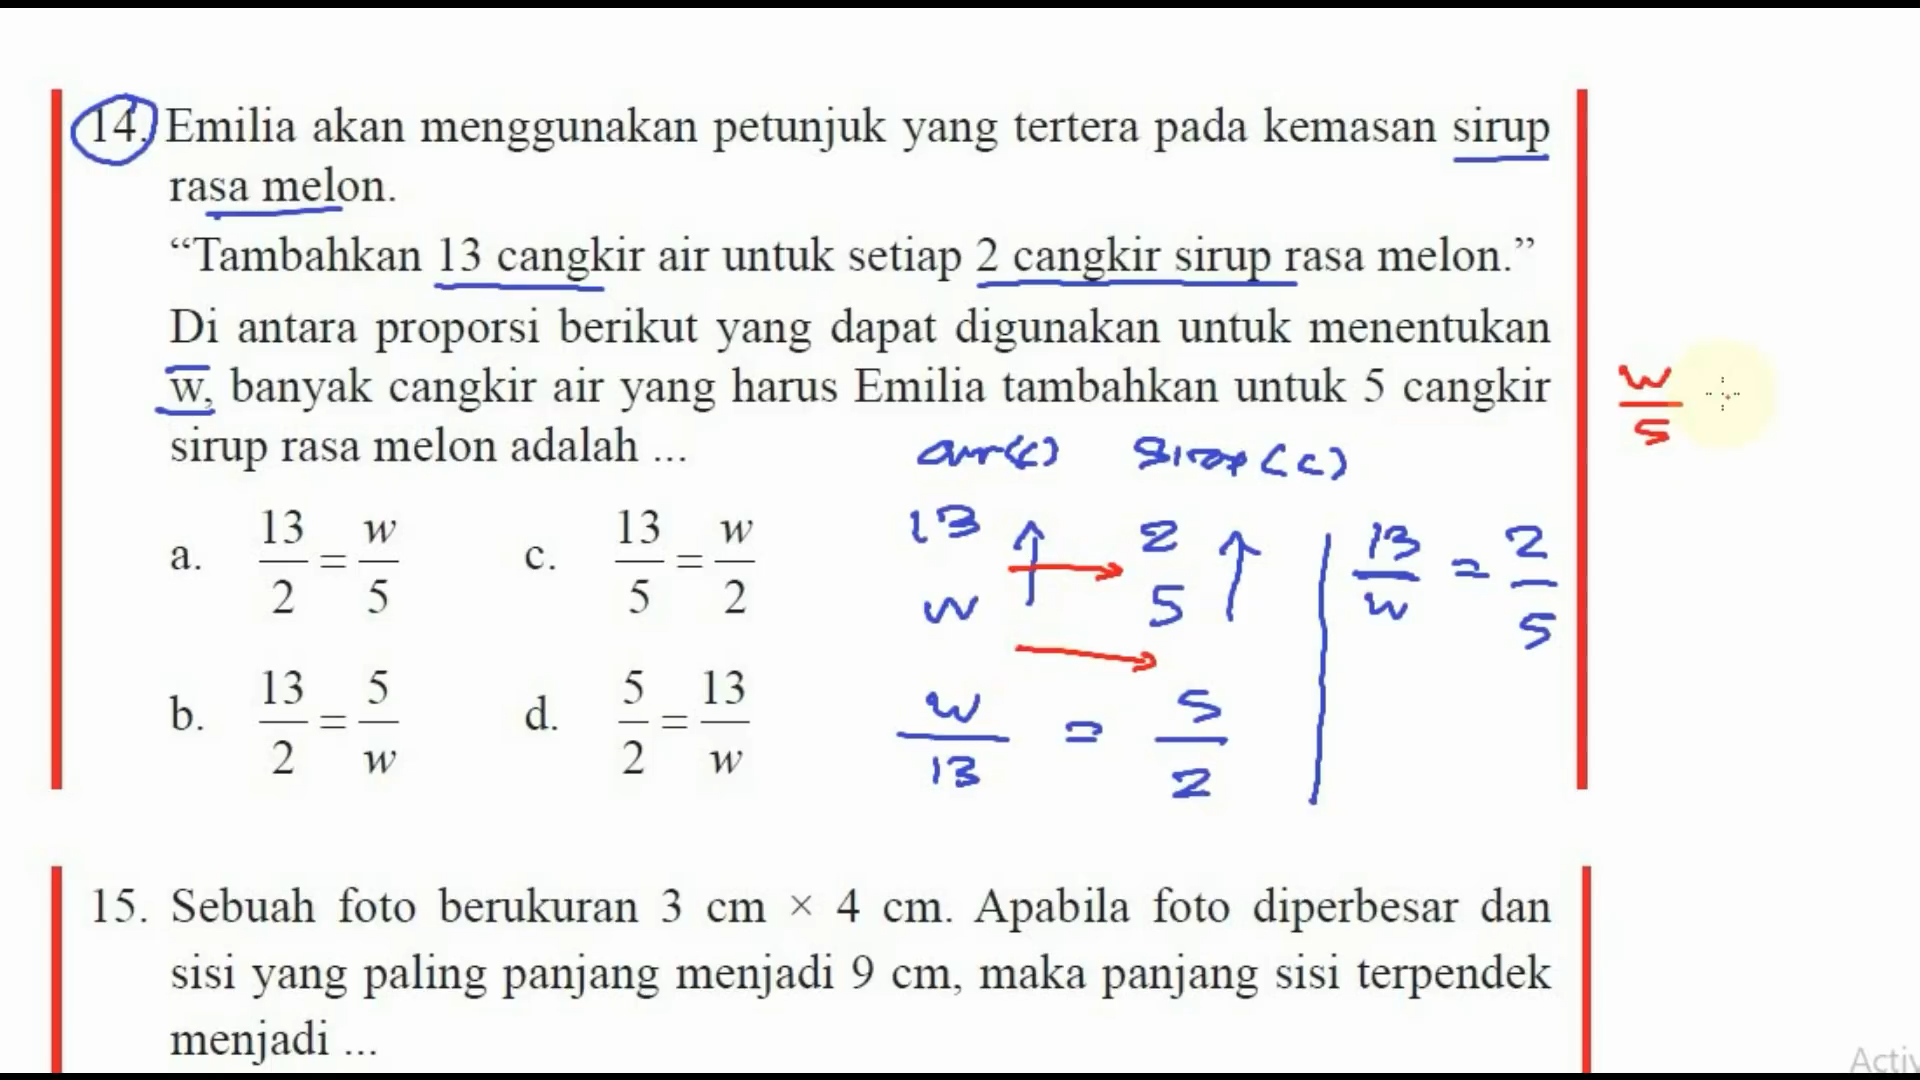 14. Emilia akan menggunakan petunjuk yang tertera pada kemasan sirup
rasa melon.
“Tambahkan 13 cangkir air untuk setiap 2 cangkir sirup rasa melon.”
Di antara proporsi berikut yang dapat digunakan untuk menentukan
w, banyak cangkir air yang harus Emilia tambahkan untuk 5 cangkir
sirup rasa melon adalah ...
a. 13/2 = w/5
c. 13/5 = w/2
b. 13/2 = 5/w
d. 5/2 = 13/w
air (c) sirop (c)
13 2
w 5
w/13 = 5/2
13/w = 2/5
w/5
15. Sebuah foto berukuran 3 cm × 4 cm. Apabila foto diperbesar dan
sisi yang paling panjang menjadi 9 cm, maka panjang sisi terpendek
menjadi ...